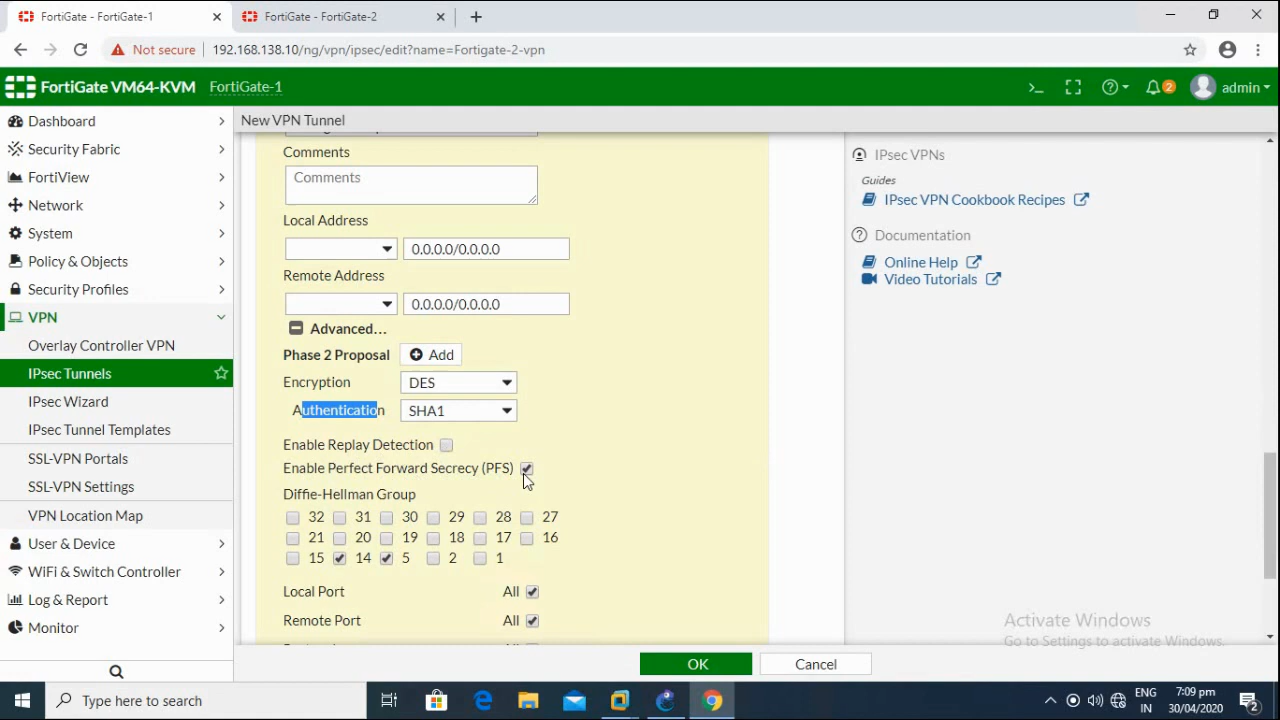 FortiGate - FortiGate-1
FortiGate - FortiGate-2
Not secure
192.168.138.10/ng/vpn/ipsec/edit?name=Fortigate-2-vpn
FortiGate VM64-KVM
FortiGate-1
2
admin
Dashboard
Security Fabric
FortiView
Network
System
Policy & Objects
Security Profiles
VPN
Overlay Controller VPN
IPsec Tunnels
IPsec Wizard
IPsec Tunnel Templates
SSL-VPN Portals
SSL-VPN Settings
VPN Location Map
User & Device
WiFi & Switch Controller
Log & Report
Monitor
New VPN Tunnel
Comments
Comments
Local Address
0.0.0.0/0.0.0.0
Remote Address
0.0.0.0/0.0.0.0
Advanced...
Phase 2 Proposal Add
Encryption DES
Authentication SHA1
Enable Replay Detection
Enable Perfect Forward Secrecy (PFS)
Diffie-Hellman Group
32 31 30 29 28 27
21 20 19 18 17 16
15 14 5 2 1
Local Port All
Remote Port All
OK
Cancel
IPsec VPNs
Guides
IPsec VPN Cookbook Recipes
Documentation
Online Help
Video Tutorials
Activate Windows
Go to Settings to activate Windows.
Type here to search
ENG
IN
7:09 pm
30/04/2020
2